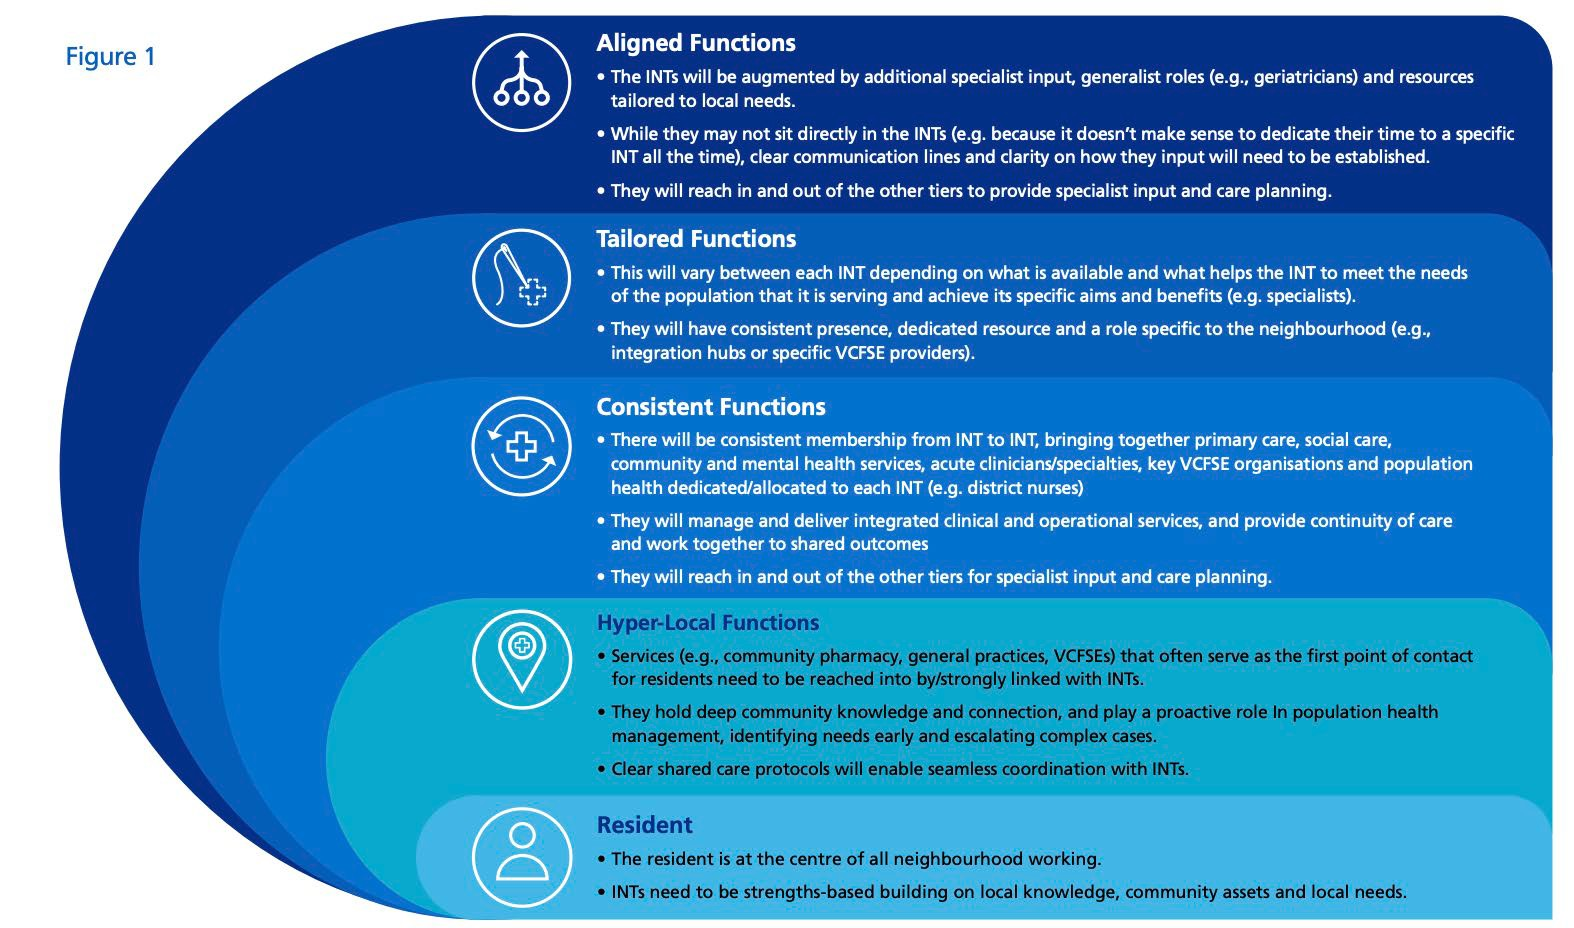 Figure 1
Aligned Functions
• The INTs will be augmented by additional specialist input, generalist roles (e.g., geriatricians) and resources
tailored to local needs.
• While they may not sit directly in the INTs (e.g. because it doesn’t make sense to dedicate their time to a specific
INT all the time), clear communication lines and clarity on how they input will need to be established.
• They will reach in and out of the other tiers to provide specialist input and care planning.
Tailored Functions
• This will vary between each INT depending on what is available and what helps the INT to meet the needs
of the population that it is serving and achieve its specific aims and benefits (e.g. specialists).
• They will have consistent presence, dedicated resource and a role specific to the neighbourhood (e.g.,
integration hubs or specific VCFSE providers).
Consistent Functions
• There will be consistent membership from INT to INT, bringing together primary care, social care,
community and mental health services, acute clinicians/specialties, key VCFSE organisations and population
health dedicated/allocated to each INT (e.g. district nurses)
• They will manage and deliver integrated clinical and operational services, and provide continuity of care
and work together to shared outcomes
• They will reach in and out of the other tiers for specialist input and care planning.
Hyper-Local Functions
• Services (e.g., community pharmacy, general practices, VCFSEs) that often serve as the first point of contact
for residents need to be reached into by/strongly linked with INTs.
• They hold deep community knowledge and connection, and play a proactive role In population health
management, identifying needs early and escalating complex cases.
• Clear shared care protocols will enable seamless coordination with INTs.
Resident
• The resident is at the centre of all neighbourhood working.
• INTs need to be strengths-based building on local knowledge, community assets and local needs.